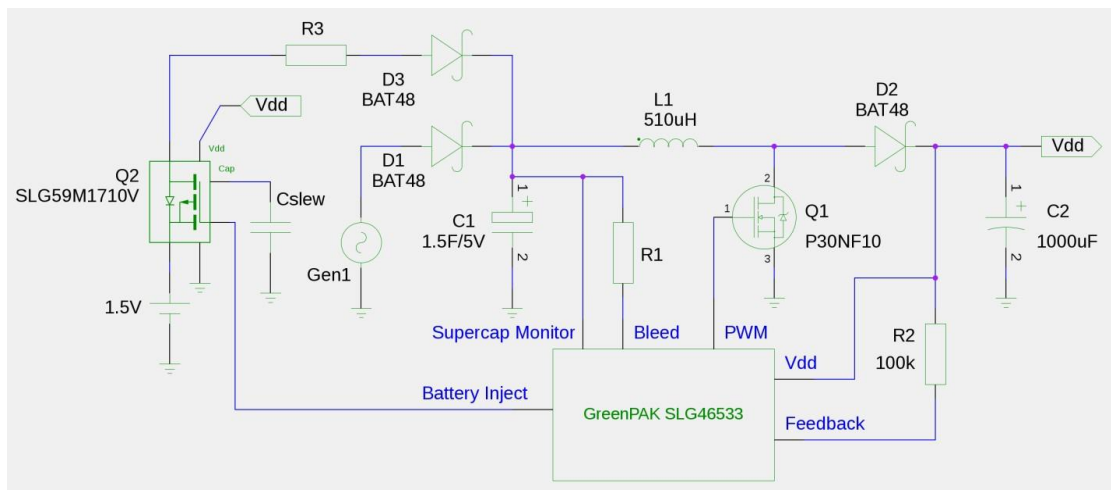 R3
D3
BAT48
Vdd
Vdd
Cap
Q2
SLG59M1710V
Cslew
1.5V
D1
BAT48
Gen1
1
+
C1
1.5F/5V
2
R1
L1
510uH
2
1
Q1
P30NF10
3
D2
BAT48
Vdd
1
+
C2
1000uF
2
R2
100k
Supercap Monitor
Bleed
PWM
Vdd
Battery Inject
GreenPAK SLG46533
Feedback